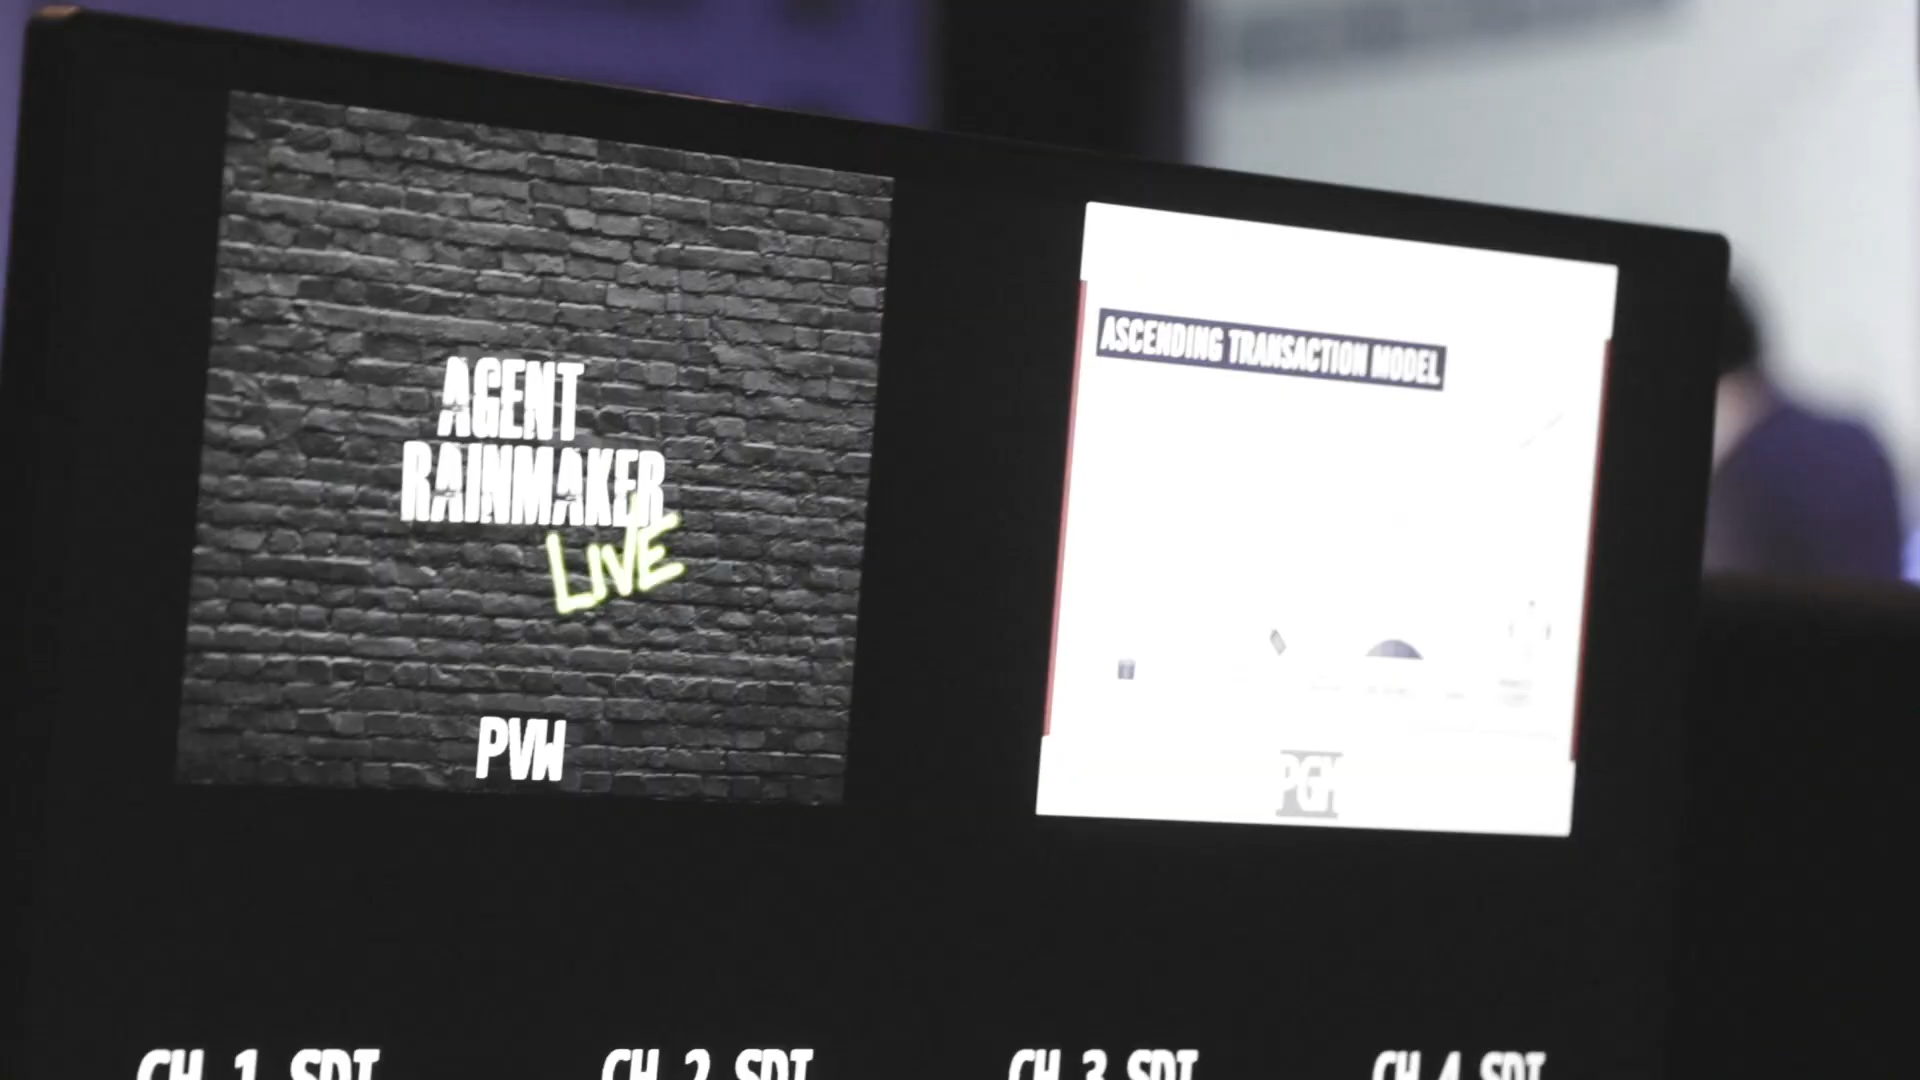 AGENT
RAINMAKER
LIVE
PVW
ASCENDING TRANSACTION MODEL
PGM
CH 1 SDI
CH 2 SDI
CH 3 SDI
CH 4 SDI